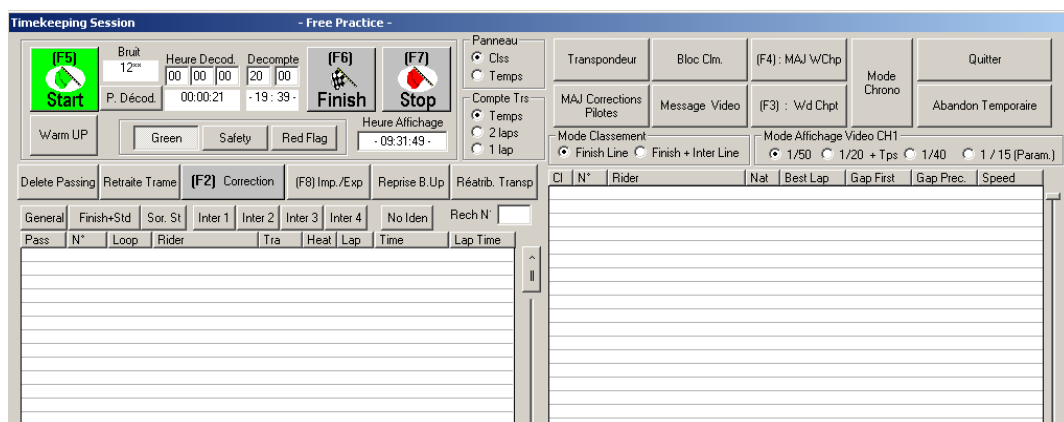 Timekeeping Session - Free Practice -
(F5)
Start
Bruit
12**
P. Décod.
Heure Decod.
00 00 00
00:00:21
Decompte
20 00
- 19 : 39 -
(F6)
Finish
(F7)
Stop
Warm UP
Green Safety Red Flag
Heure Affichage
- 09:31:49 -
Panneau
Clss
Temps
Compte Trs
Temps
2 laps
1 lap
Transpondeur Bloc Clm. (F4) : MAJ WChp Mode Chrono Quitter
MAJ Corrections Pilotes Message Video (F3) : Wd Chpt Abandon Temporaire
Mode Classement
Finish Line Finish + Inter Line
Mode Affichage Video CH1
1/50 1/20 + Tps 1/40 1 / 15 (Param.)
Delete Passing Retraite Trame (F2) Correction (F8) Imp./Exp Reprise B.Up Réatrib. Transp
General Finish+Std Sor. St Inter 1 Inter 2 Inter 3 Inter 4 No Iden Rech N°
Pass N° Loop Rider Tra Heat Lap Time Lap Time
Cl N° Rider Nat Best Lap Gap First Gap Prec. Speed